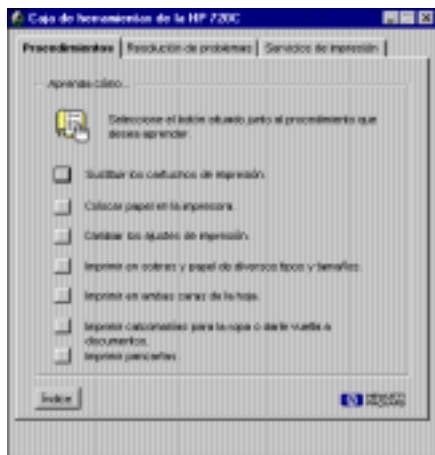 Caja de herramientas de la HP 720C
Procedimientos
Resolución de problemas
Servicios de impresión
Aprenda cómo...
Seleccione el botón situado junto al procedimiento que
desea aprender.
Sustituir los cartuchos de impresión.
Colocar papel en la impresora.
Cambiar los ajustes de impresión.
Imprimir en sobres y papel de diversos tipos y tamaños.
Imprimir en ambas caras de la hoja.
Imprimir calcomanías para la ropa o darle vuelta a
documentos.
Imprimir pancartas.
Índice
HEWLETT
PACKARD